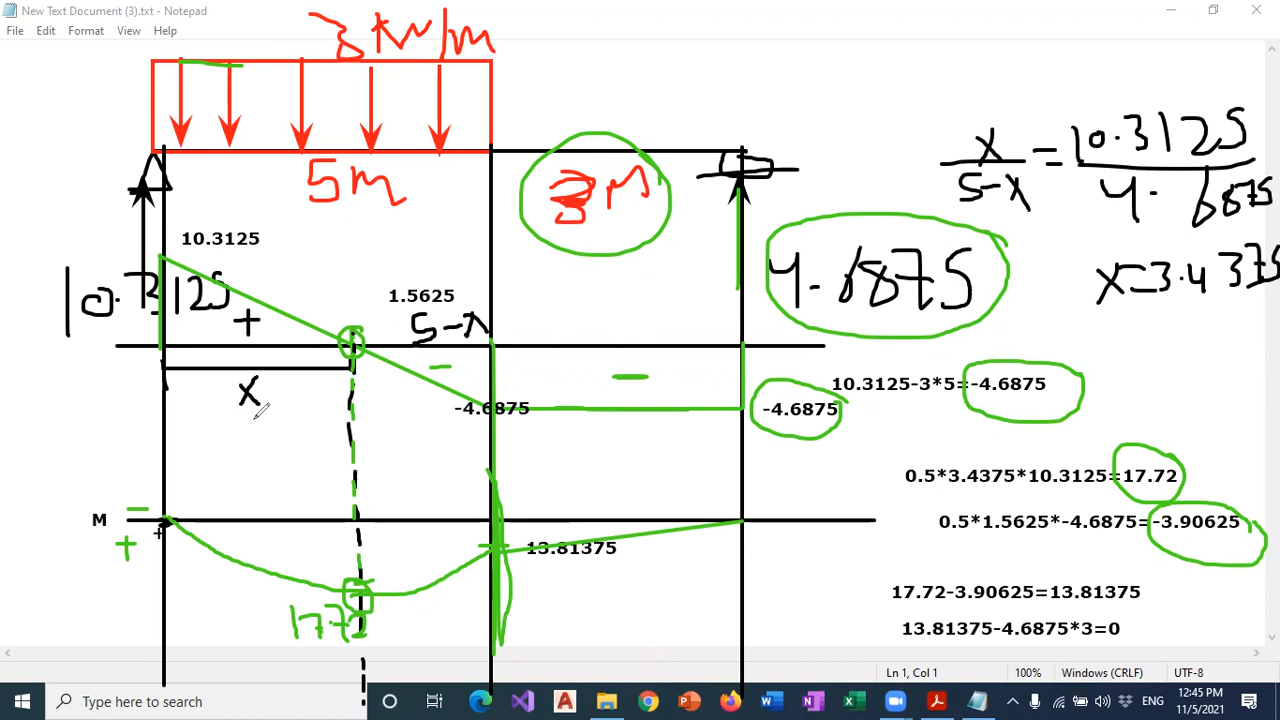 New Text Document (3).txt - Notepad
File Edit Format View Help
3 kN/m
5m
3 m
x/5-x = 10.3125/4.6875
x=3.4375
10.3125
10.3125
+
1.5625
5-x
4.6875
x
-
-
-4.6875
-4.6875
10.3125-3*5=-4.6875
0.5*3.4375*10.3125=17.72
0.5*1.5625*-4.6875=-3.90625
M
-
+
+
13.81375
17.72
17.72-3.90625=13.81375
13.81375-4.6875*3=0
Ln 1, Col 1 100% Windows (CRLF) UTF-8
Type here to search
ENG
12:45 PM
11/5/2021